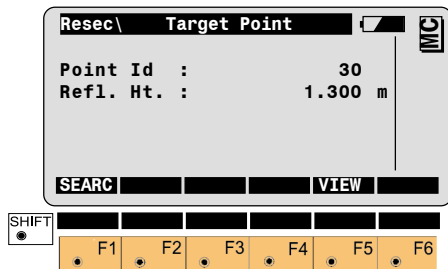 Resec\ Target Point
MC
Point Id : 30
Refl. Ht. : 1.300 m
SEARC VIEW
SHIFT
F1 F2 F3 F4 F5 F6